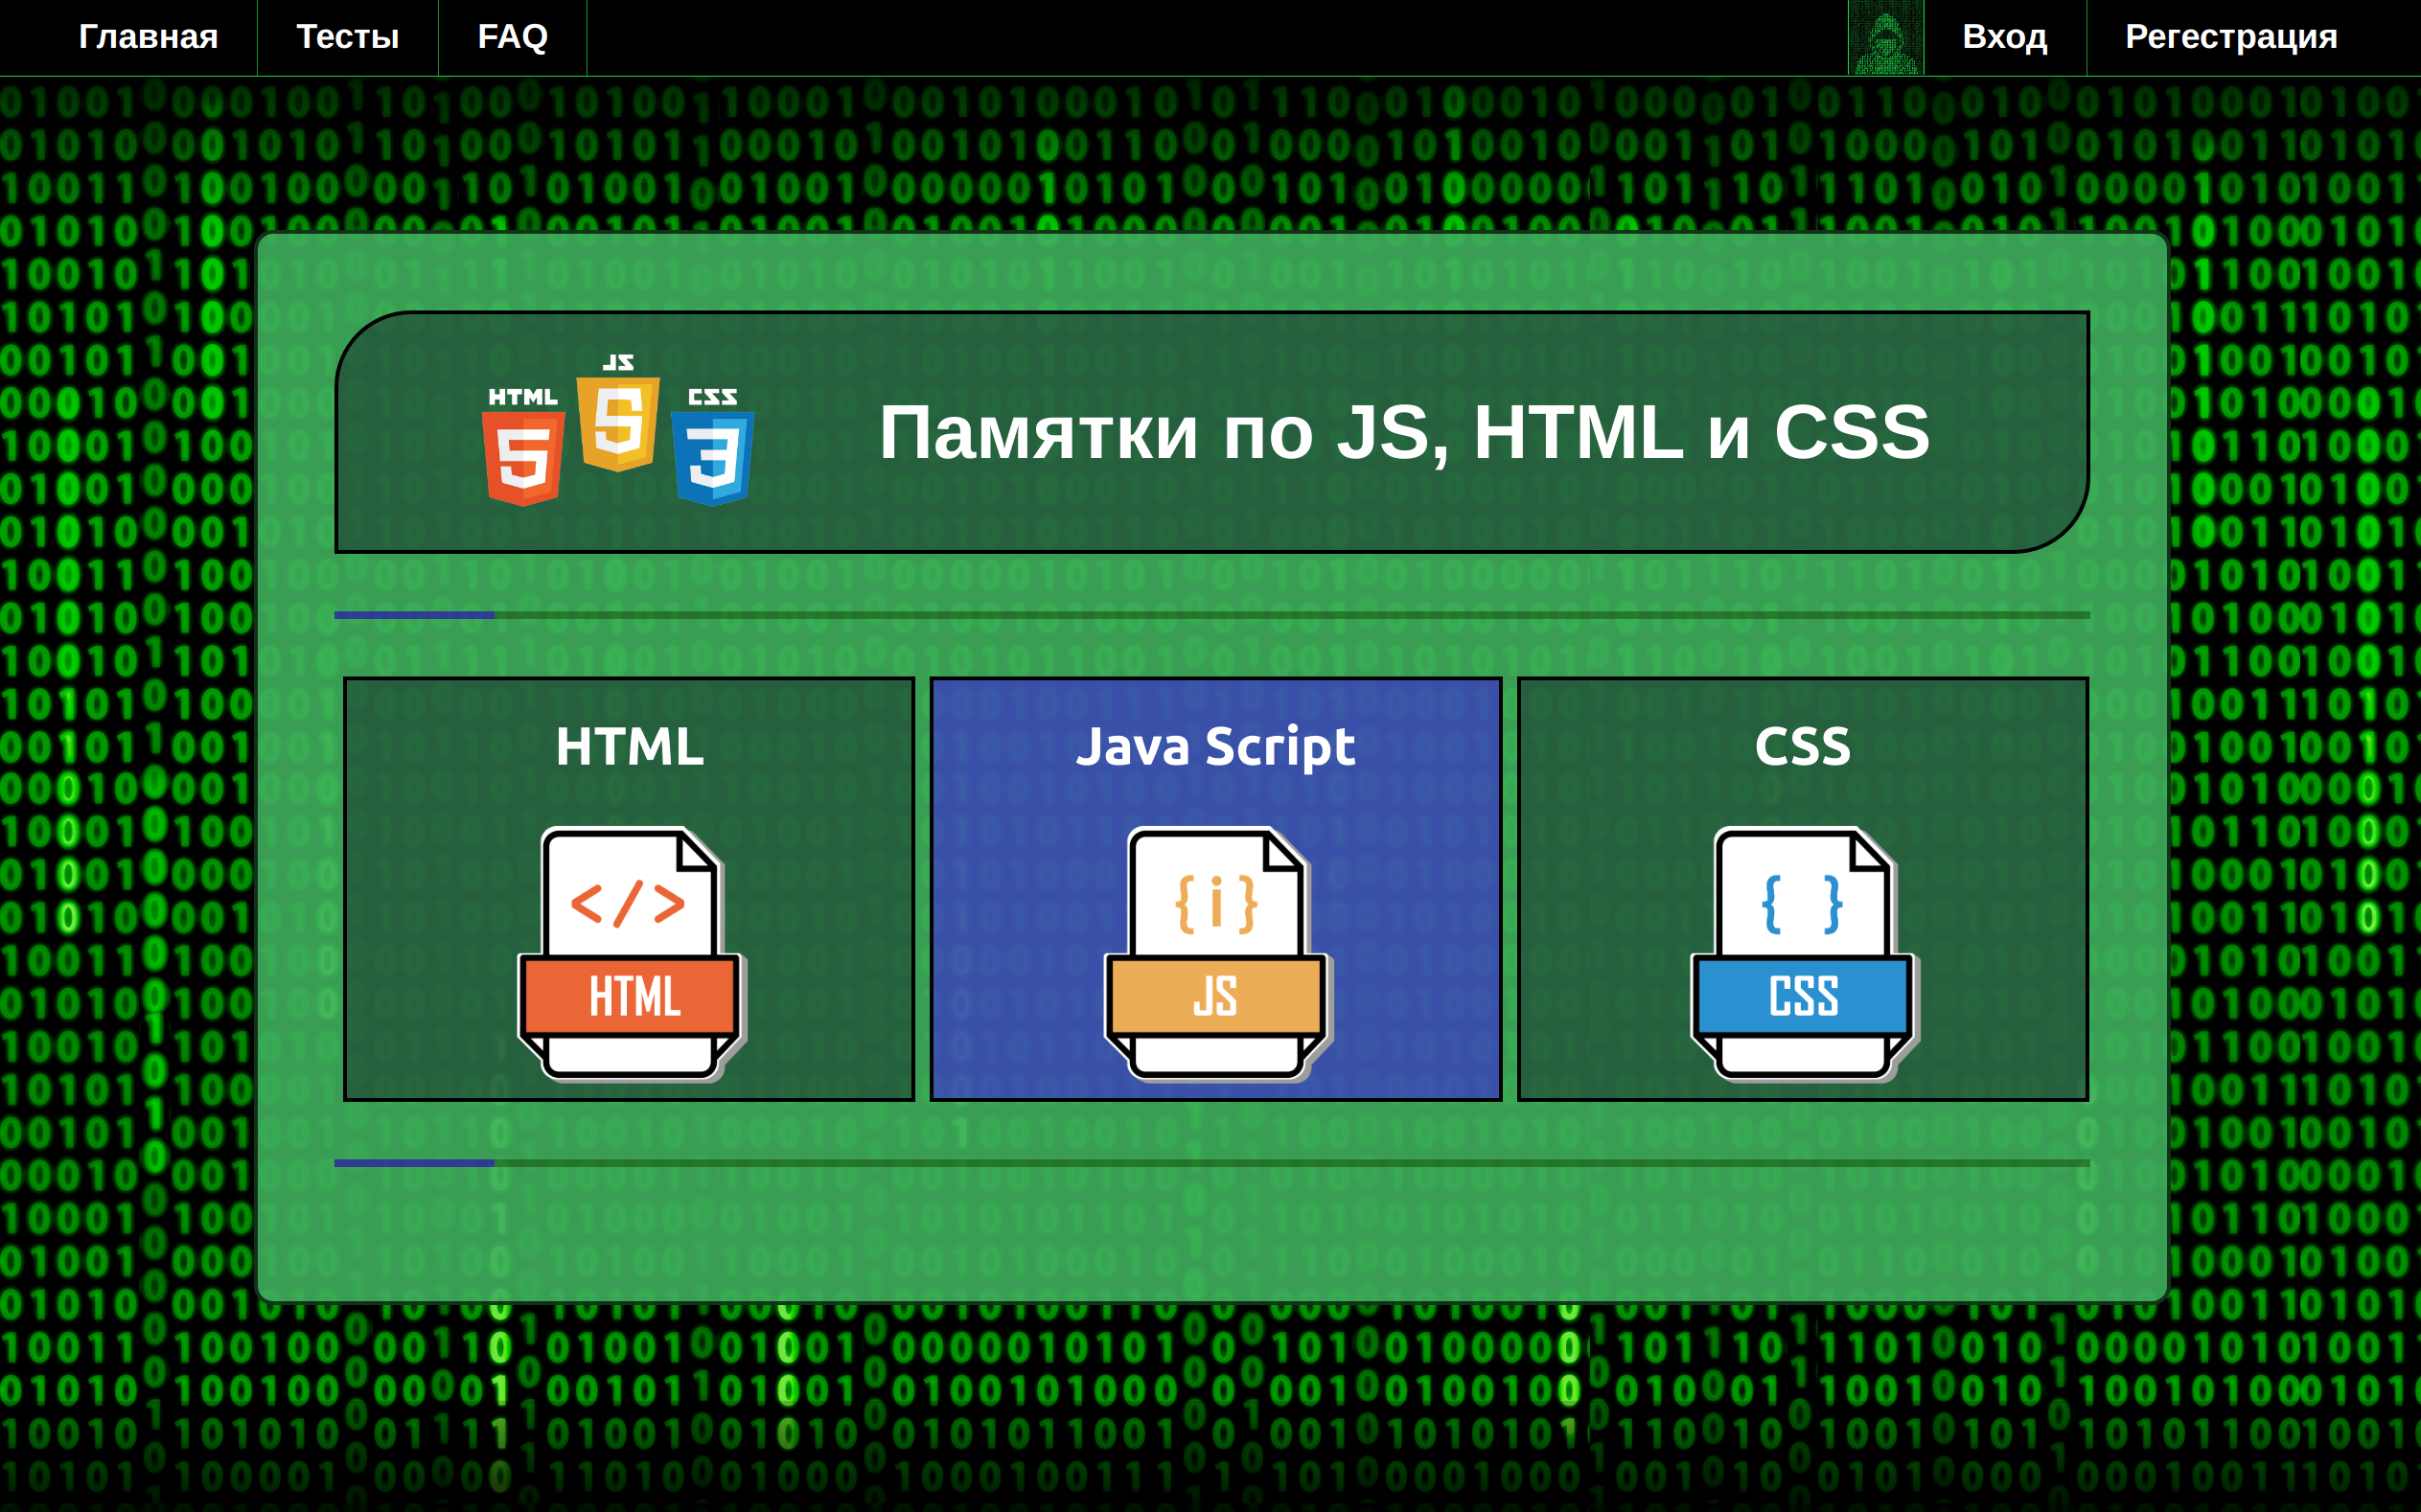 Главная Тесты FAQ Вход Регестрация
JS
HTML CSS
5 5 3
Памятки по JS, HTML и CSS
HTML Java Script CSS
</> {i} { }
HTML JS CSS